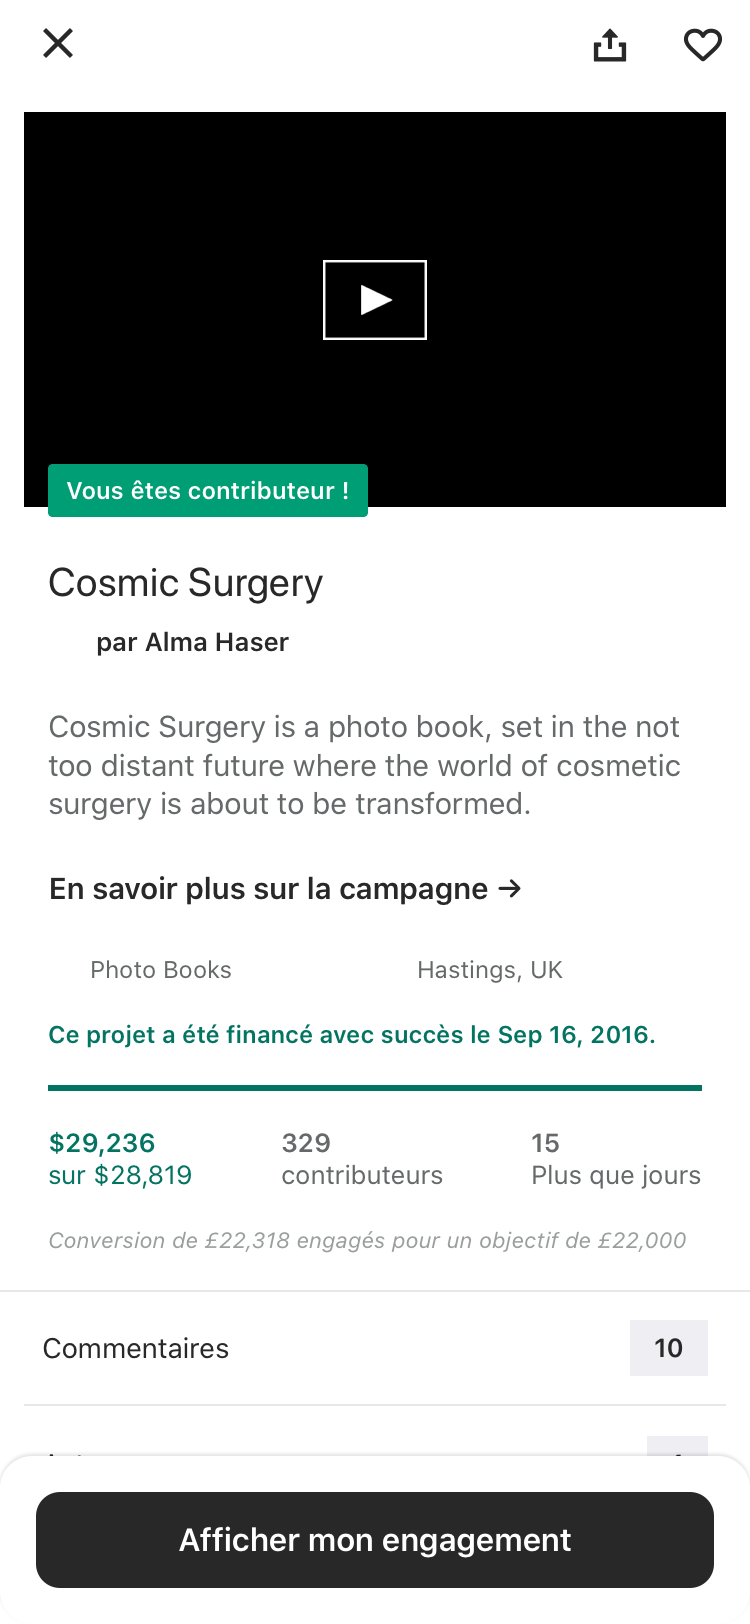 Vous êtes contributeur !
Cosmic Surgery
par Alma Haser
Cosmic Surgery is a photo book, set in the not
too distant future where the world of cosmetic
surgery is about to be transformed.
En savoir plus sur la campagne →
Photo Books
Hastings, UK
Ce projet a été financé avec succès le Sep 16, 2016.
$29,236
sur $28,819
329
contributeurs
15
Plus que jours
Conversion de £22,318 engagés pour un objectif de £22,000
Commentaires
10
Afficher mon engagement